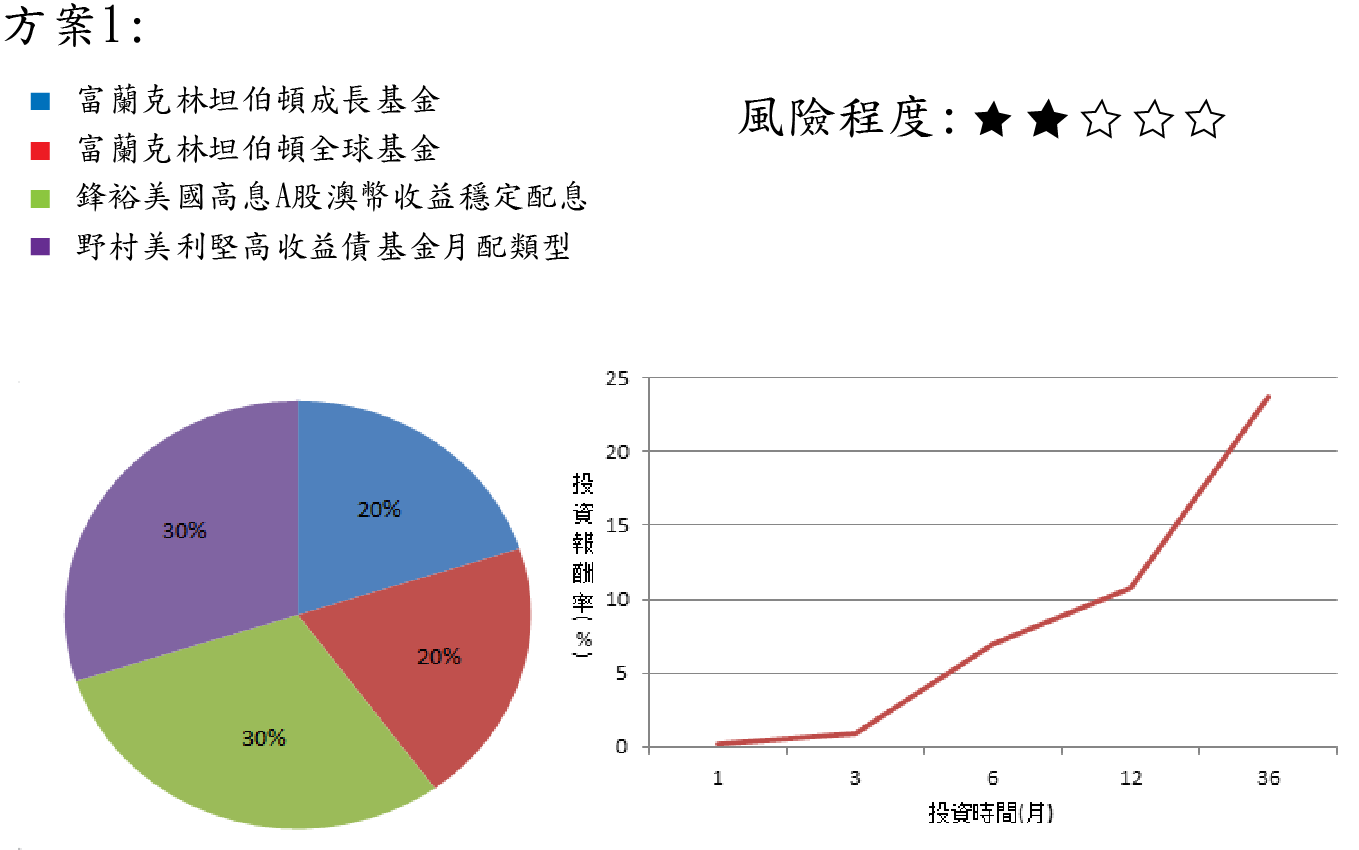 方案1:
富蘭克林坦伯頓成長基金
富蘭克林坦伯頓全球基金
鋒裕美國高息A股澳幣收益穩定配息
野村美利堅高收益債基金月配類型
風險程度:★★☆☆☆
20%
20%
30%
30%
投資報酬率(%)
25
20
15
10
5
0
1 3 6 12 36
投資時間(月)